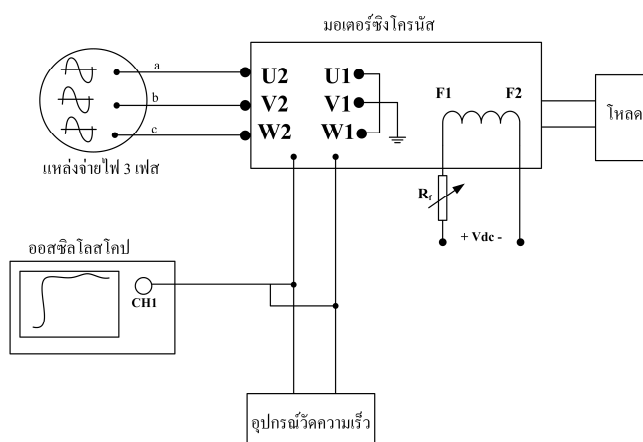 มอเตอร์ซิงโครนัส
a
b
c
U2
U1
V2
V1
W2
W1
F1
F2
โหลด
แหล่งจ่ายไฟ 3 เฟส
Rf
+ Vdc -
ออสซิลโลสโคป
CH1
อุปกรณ์วัดความเร็ว